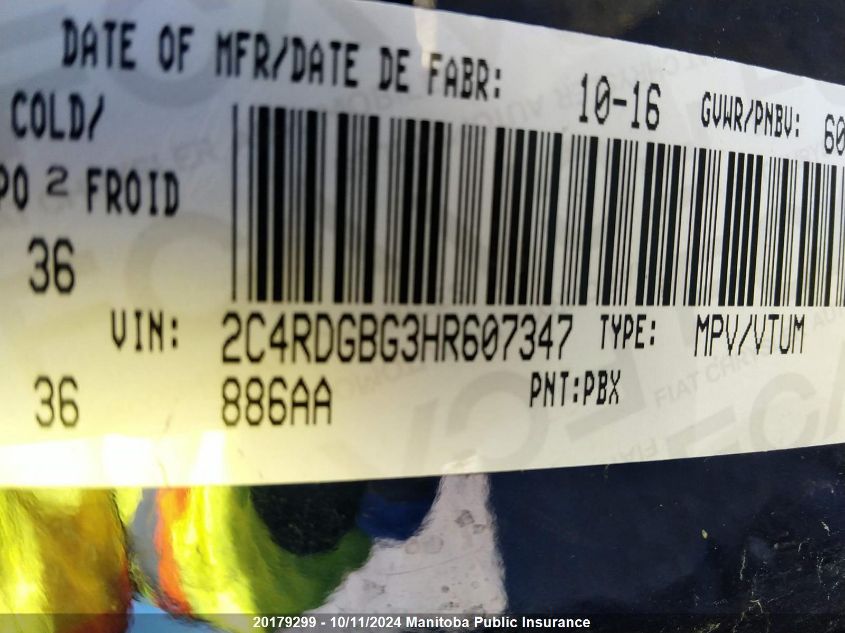 DATE OF MFR/DATE DE FABR: 10-16 GVWR/PNBV: 60
COLD/
PO 2 FROID
36
VIN: 2C4RDGBG3HR607347 TYPE: MPV/VTUM
36 886AA PNT:PBX
20179299 - 10/11/2024 Manitoba Public Insurance